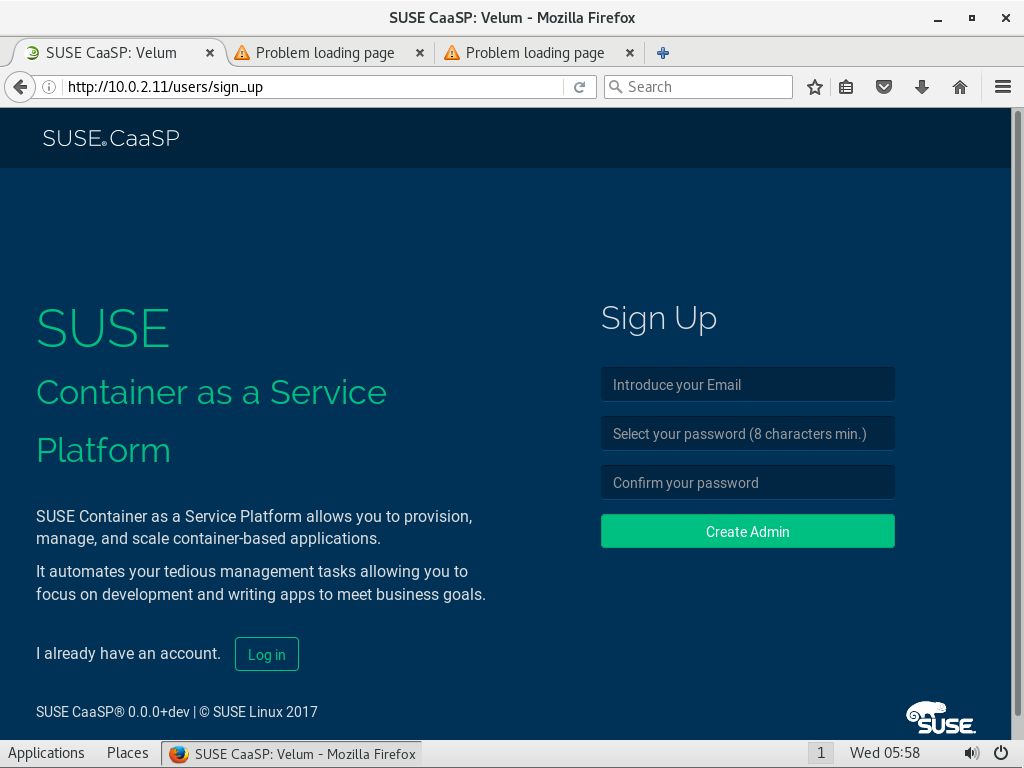 SUSE CaaSP: Velum - Mozilla Firefox
SUSE CaaSP: Velum
Problem loading page
Problem loading page
http://10.0.2.11/users/sign_up
Search
SUSE® CaaSP
SUSE
Container as a Service
Platform
SUSE Container as a Service Platform allows you to provision,
manage, and scale container-based applications.
It automates your tedious management tasks allowing you to
focus on development and writing apps to meet business goals.
I already have an account. Log in
Sign Up
Introduce your Email
Select your password (8 characters min.)
Confirm your password
Create Admin
SUSE CaaSP® 0.0.0+dev | © SUSE Linux 2017
SUSE.
Applications Places SUSE CaaSP: Velum - Mozilla Firefox 1 Wed 05:58